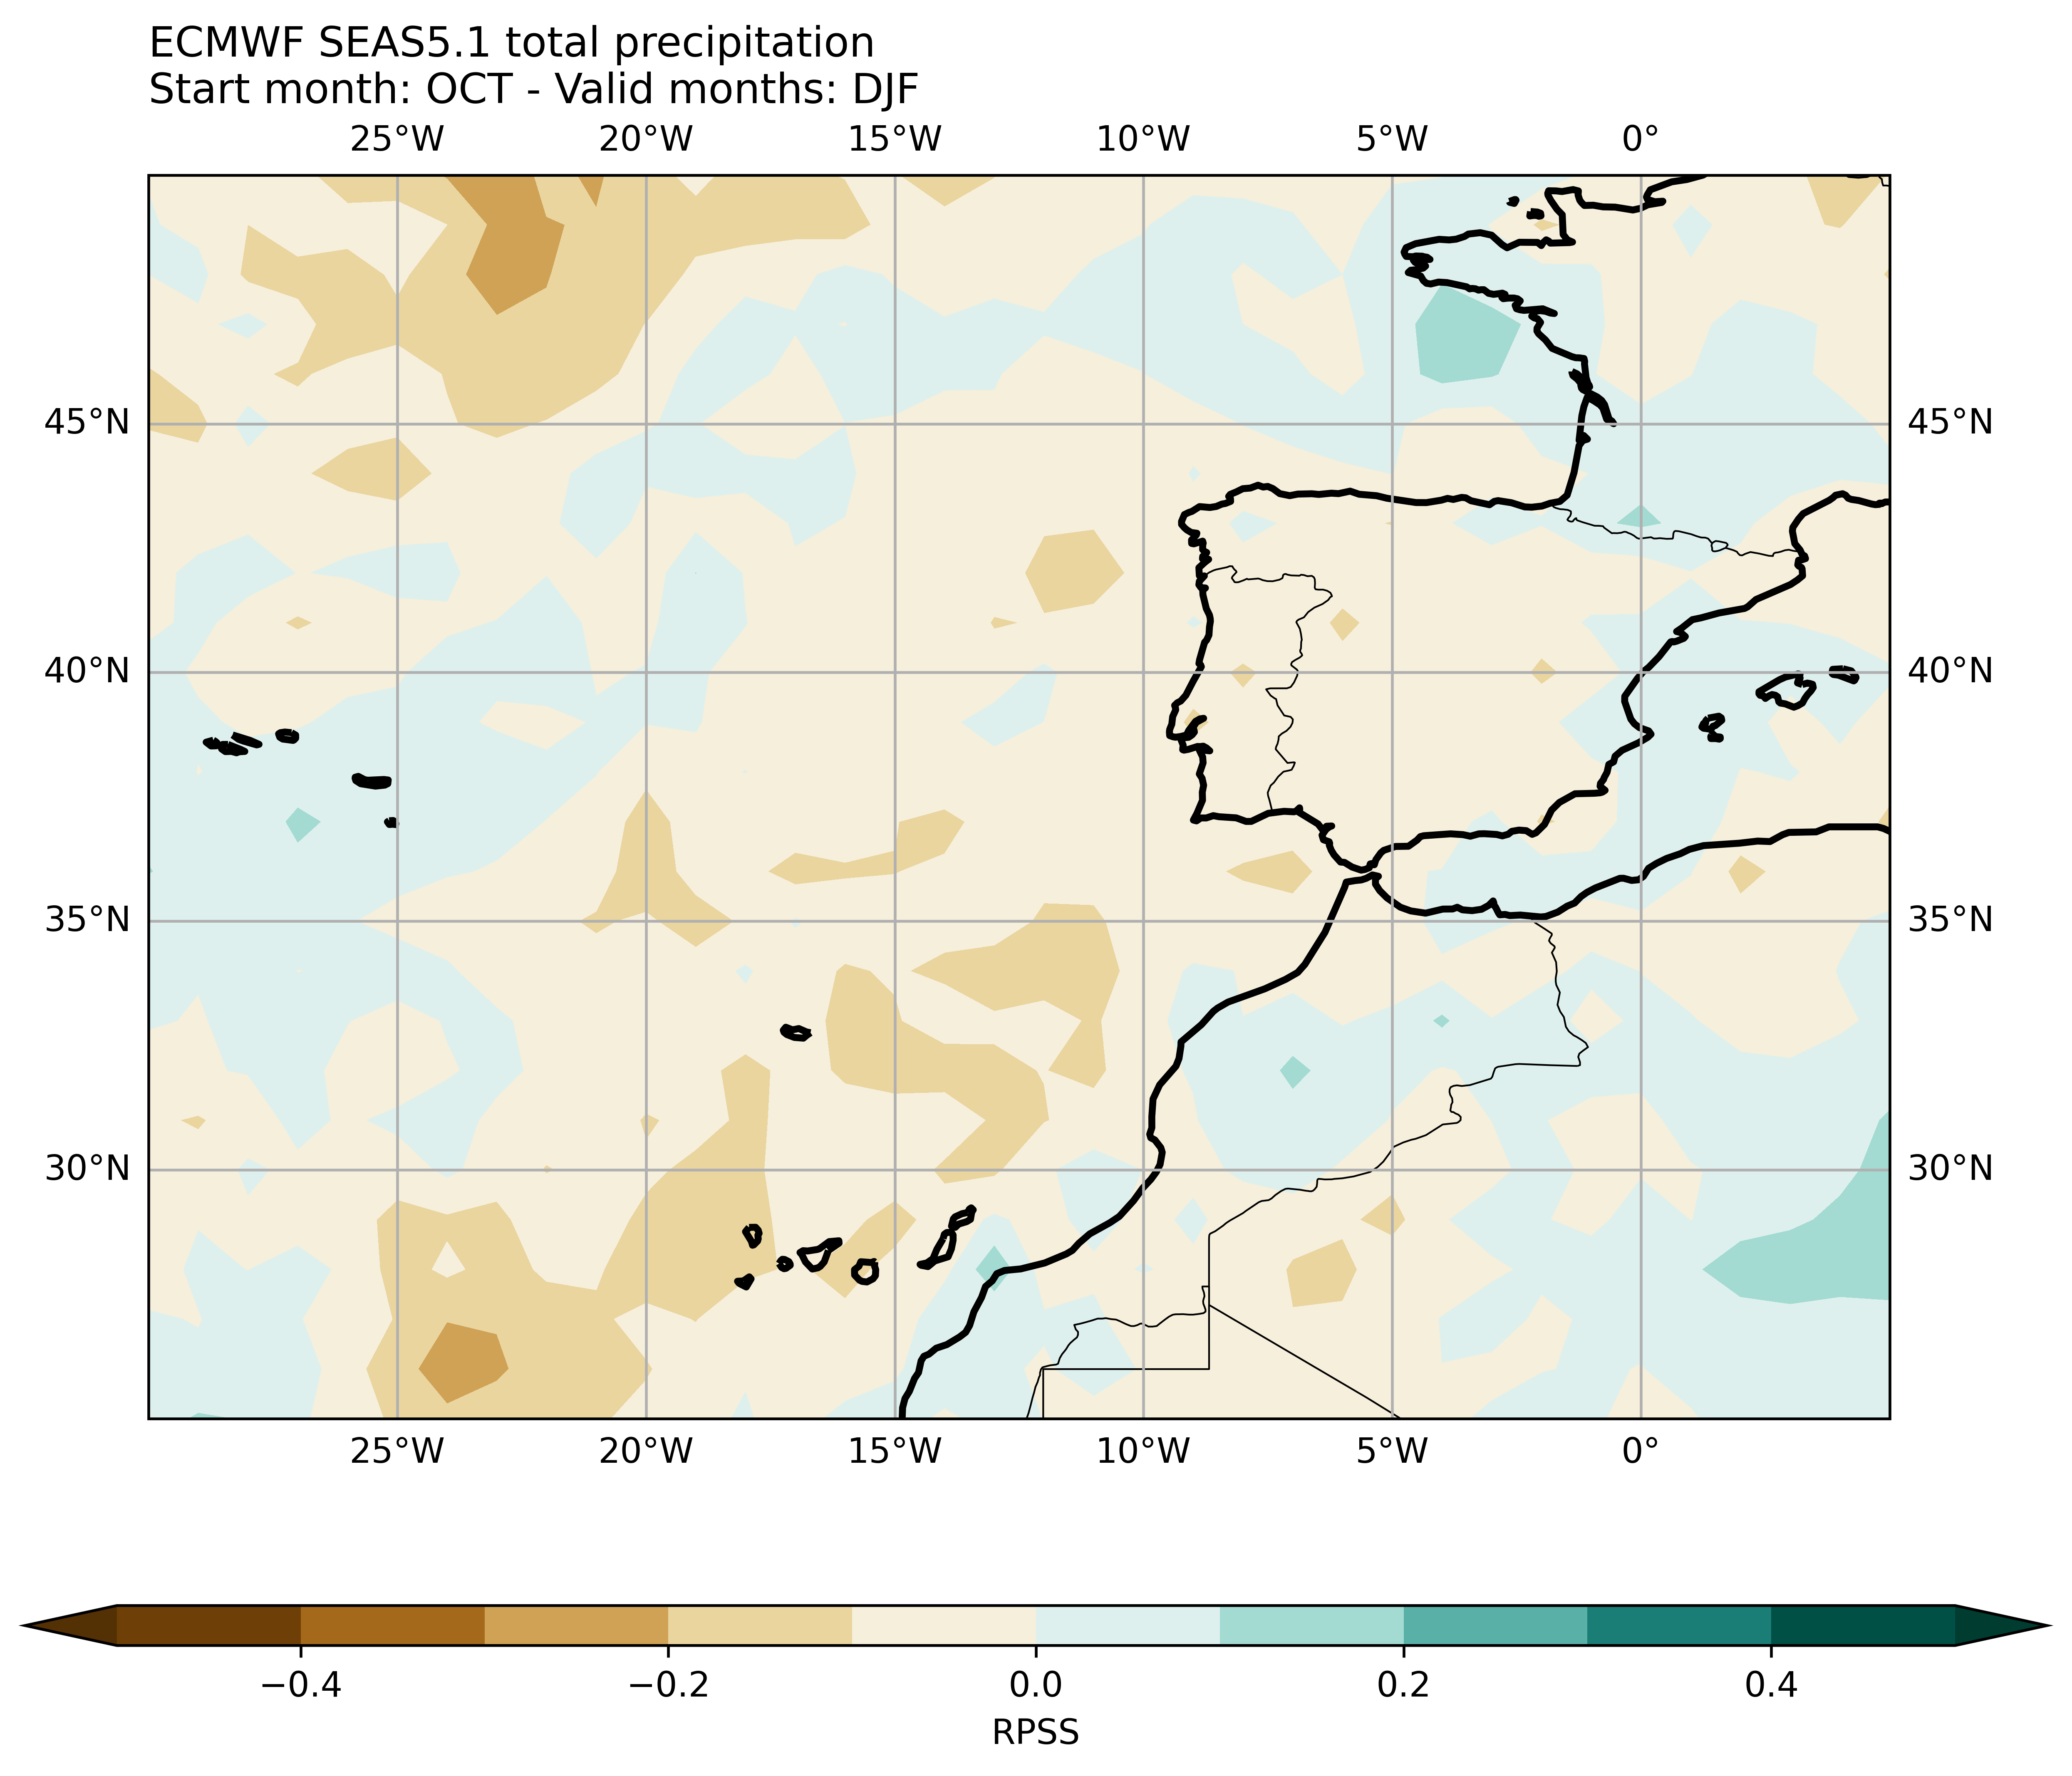 ECMWF SEAS5.1 total precipitation
Start month: OCT - Valid months: DJF
25°W 20°W 15°W 10°W 5°W 0°
45°N 45°N
40°N 40°N
35°N 35°N
30°N 30°N
25°W 20°W 15°W 10°W 5°W 0°
−0.4 −0.2 0.0 0.2 0.4
RPSS